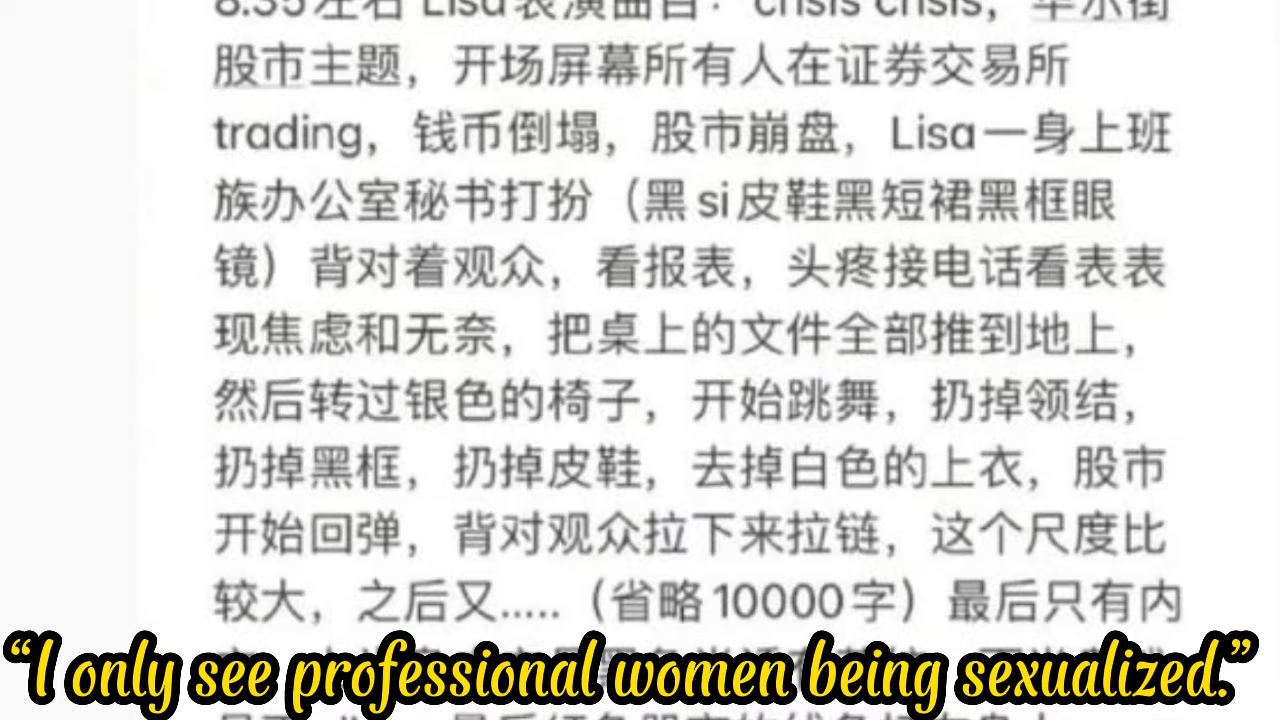 8.35左右 Lisa表演曲目：crisis crisis，华尔街
股市主题，开场屏幕所有人在证券交易所
trading，钱币倒塌，股市崩盘，Lisa一身上班
族办公室秘书打扮（黑si皮鞋黑短裙黑框眼
镜）背对着观众，看报表，头疼接电话看表表
现焦虑和无奈，把桌上的文件全部推到地上，
然后转过银色的椅子，开始跳舞，扔掉领结，
扔掉黑框，扔掉皮鞋，去掉白色的上衣，股市
开始回弹，背对观众拉下来拉链，这个尺度比
较大，之后又.....（省略10000字）最后只有内
“I only see professional women being sexualized.”